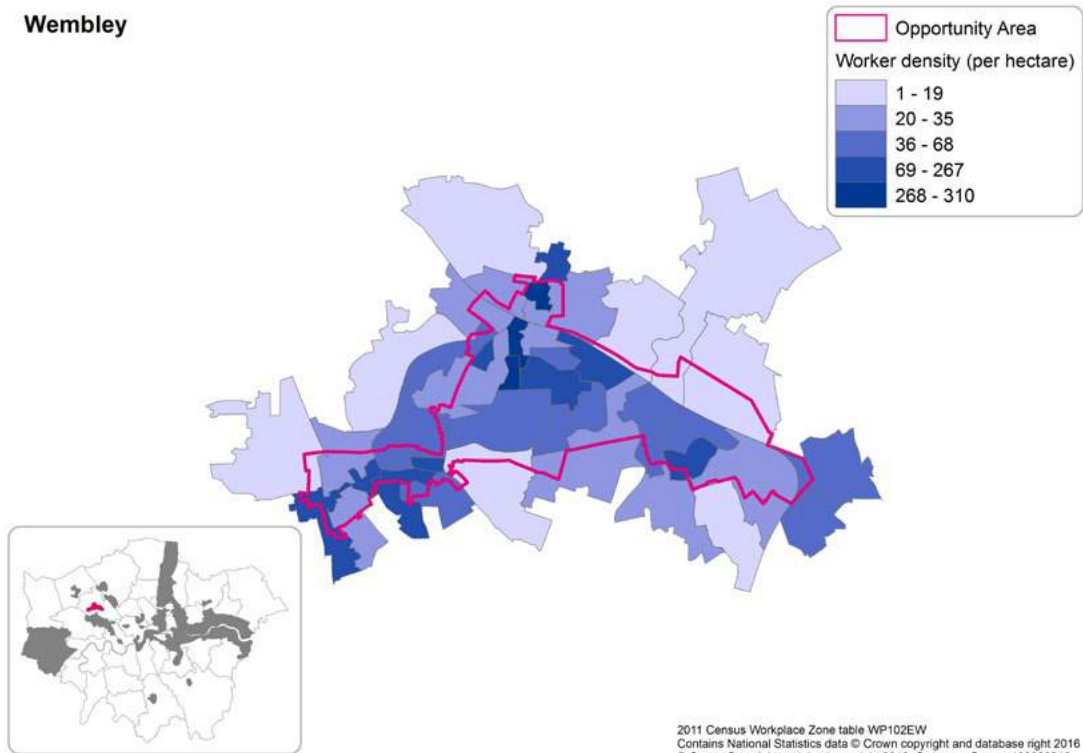 Wembley
Opportunity Area
Worker density (per hectare)
1 - 19
20 - 35
36 - 68
69 - 267
268 - 310
2011 Census Workplace Zone table WP102EW
Contains National Statistics data © Crown copyright and database right 2016